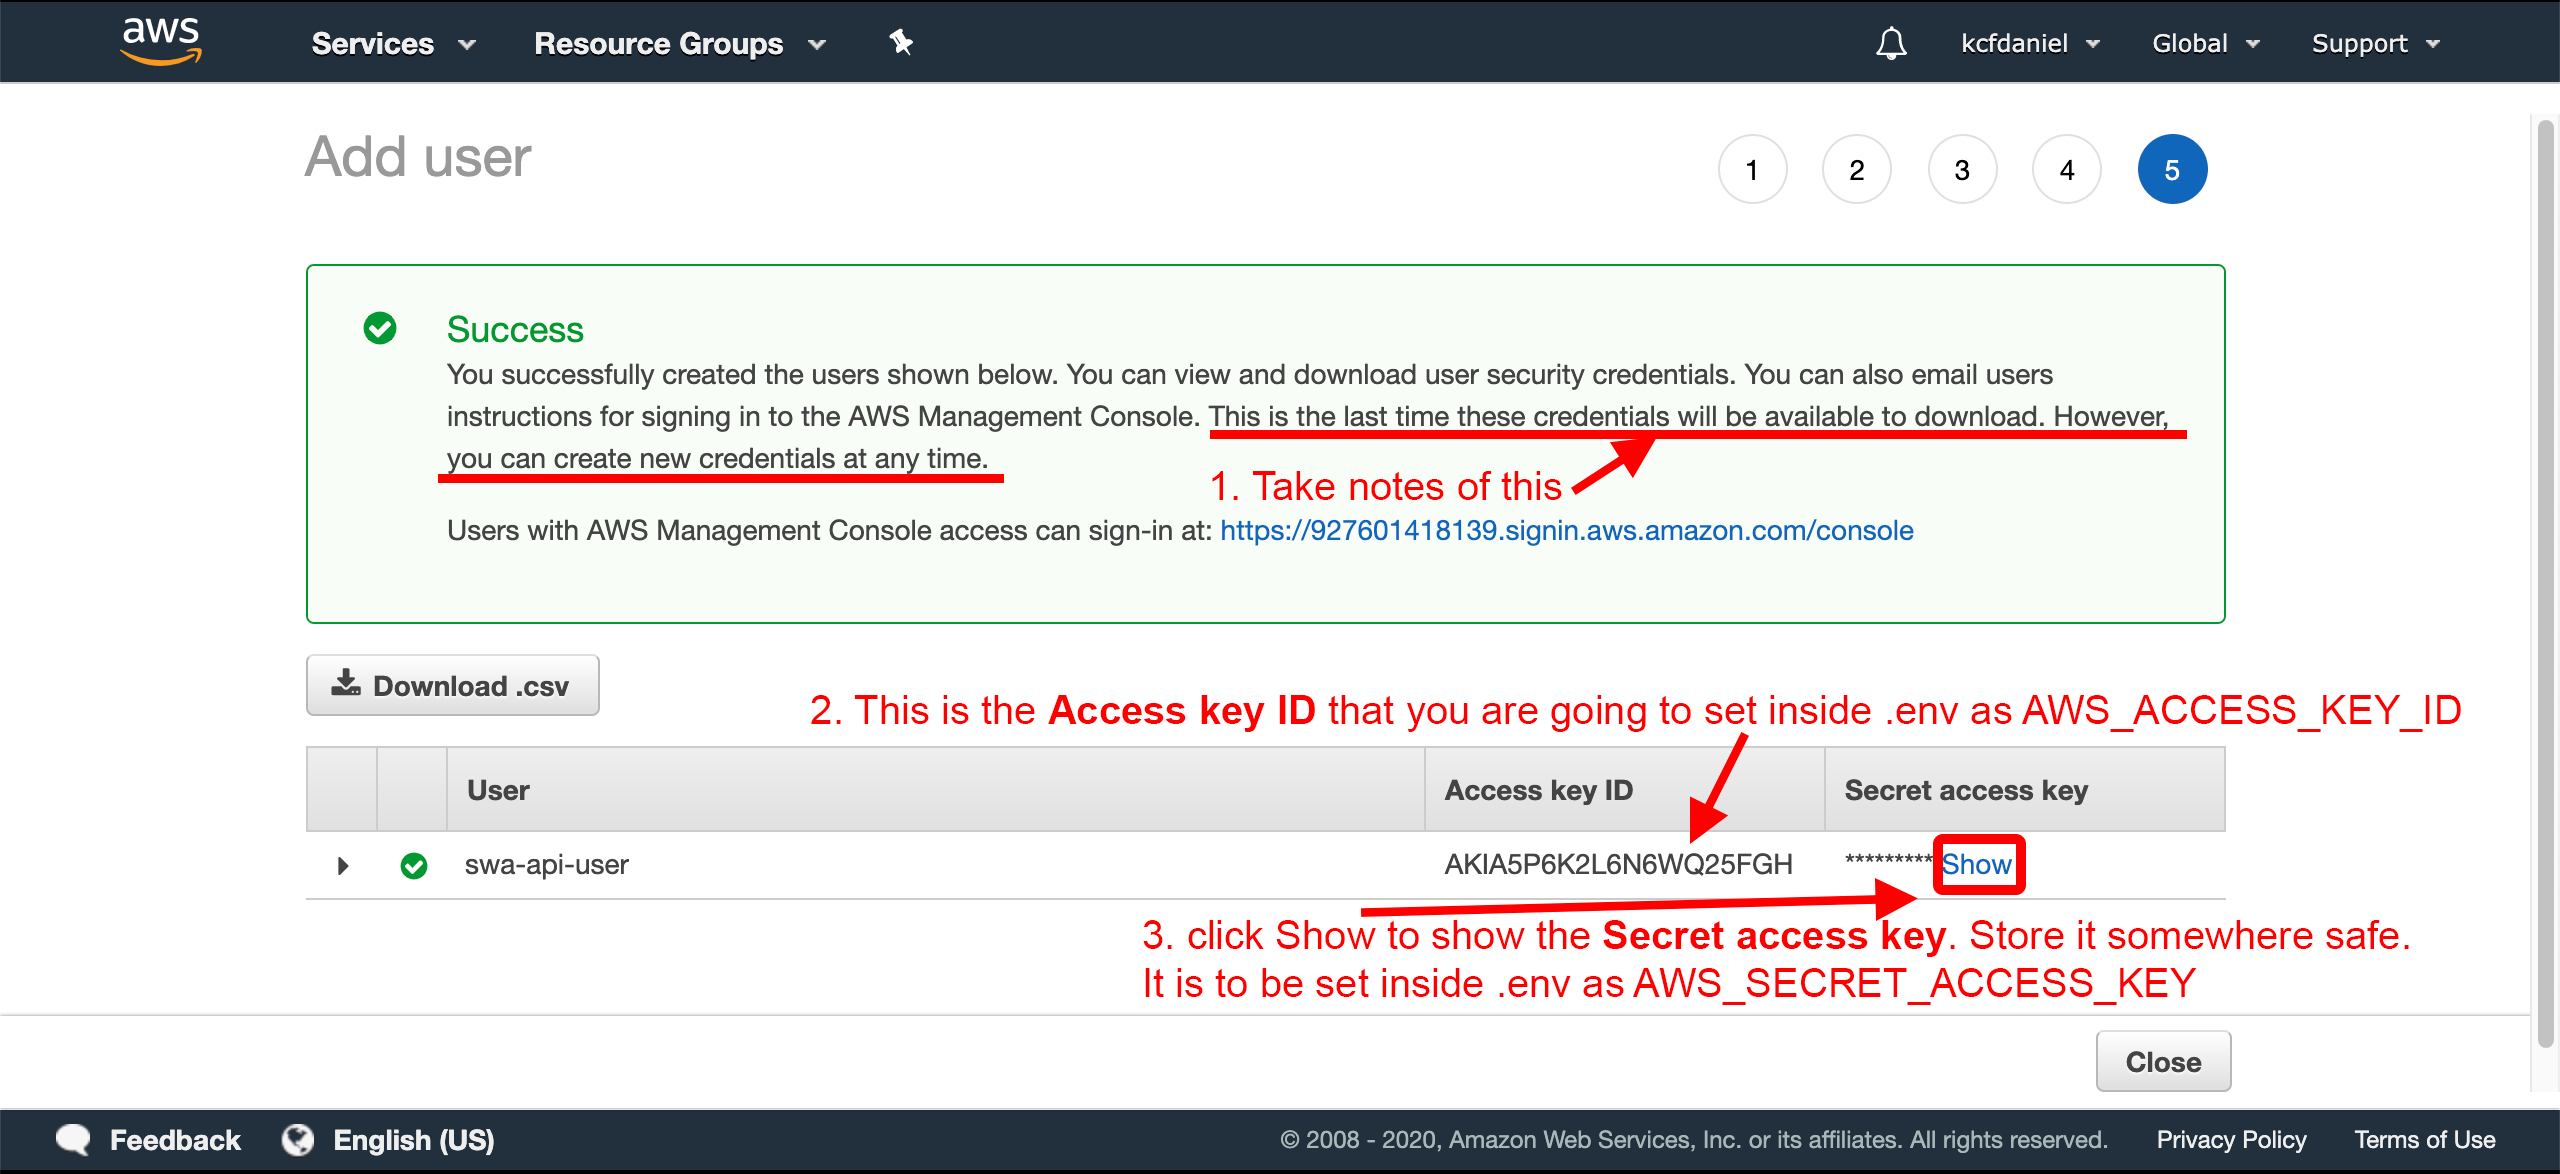 aws Services Resource Groups kcfdaniel Global Support
Add user
1 2 3 4 5
Success
You successfully created the users shown below. You can view and download user security credentials. You can also email users
instructions for signing in to the AWS Management Console. This is the last time these credentials will be available to download. However,
you can create new credentials at any time.
1. Take notes of this
Users with AWS Management Console access can sign-in at: https://927601418139.signin.aws.amazon.com/console
Download .csv
2. This is the Access key ID that you are going to set inside .env as AWS_ACCESS_KEY_ID
User Access key ID Secret access key
swa-api-user AKIA5P6K2L6N6WQ25FGH ********* Show
3. click Show to show the Secret access key. Store it somewhere safe.
It is to be set inside .env as AWS_SECRET_ACCESS_KEY
Close
Feedback English (US) © 2008 - 2020, Amazon Web Services, Inc. or its affiliates. All rights reserved. Privacy Policy Terms of Use